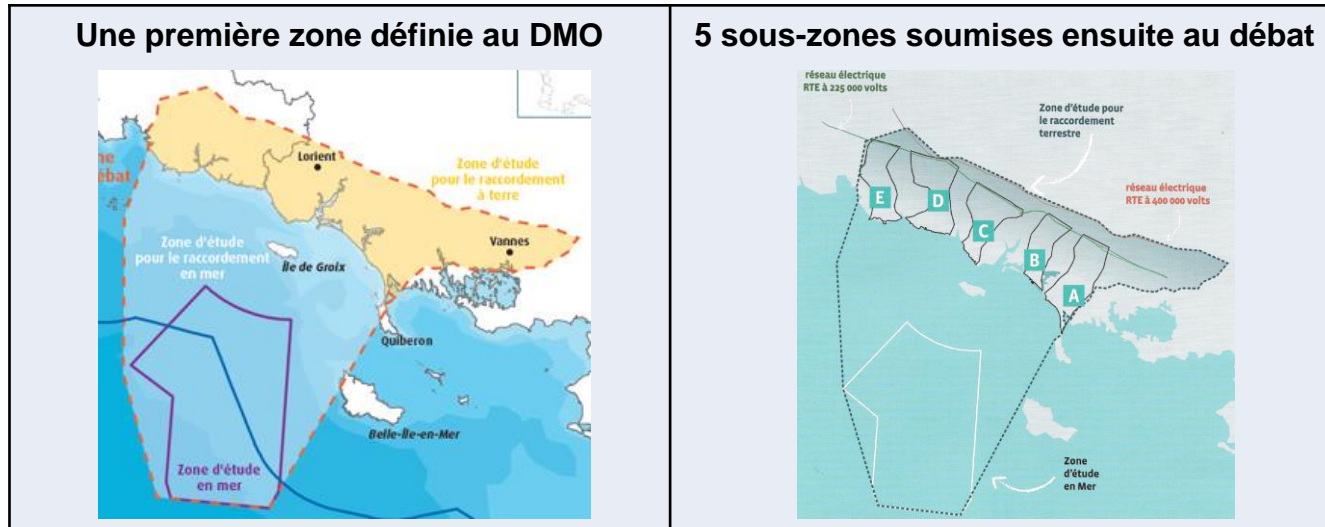 Une première zone définie au DMO
5 sous-zones soumises ensuite au débat
Lorient
Zone d'étude
pour le raccordement
à terre
Vannes
Zone d'étude
pour le raccordement
en mer
Île de Groix
Quiberon
Belle-Île-en-Mer
Zone d'étude
en mer
réseau électrique
RTE à 225 000 volts
Zone d'étude pour
le raccordement
terrestre
réseau électrique
RTE à 400 000 volts
E
D
C
B
A
Zone
d'étude
en Mer